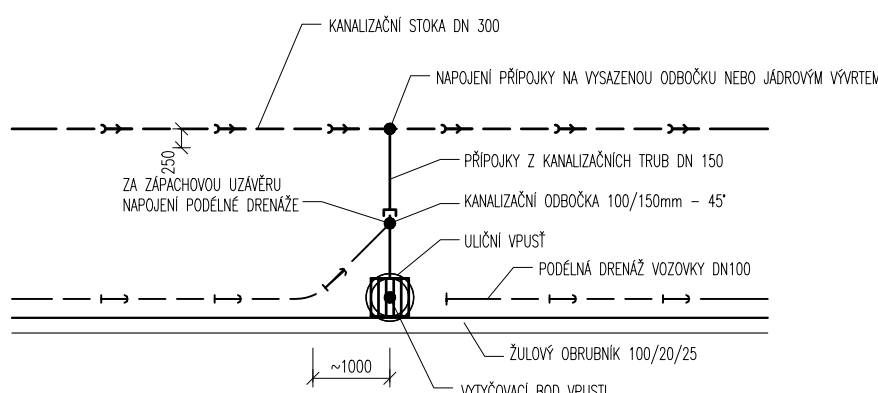 KANALIZAČNÍ STOKA DN 300
NAPOJENÍ PŘÍPOJKY NA VYSAZENOU ODBOČKU NEBO JÁDROVÝM VÝVRTEM
250
PŘÍPOJKY Z KANALIZAČNÍCH TRUB DN 150
ZA ZÁPACHOVOU UZÁVĚRU
NAPOJENÍ PODÉLNÉ DRENÁŽE
KANALIZAČNÍ ODBOČKA 100/150mm – 45°
ULIČNÍ VPUSŤ
PODÉLNÁ DRENÁŽ VOZOVKY DN100
ŽULOVÝ OBRUBNÍK 100/20/25
~1000
VYTYČOVACÍ BOD VPUSTI